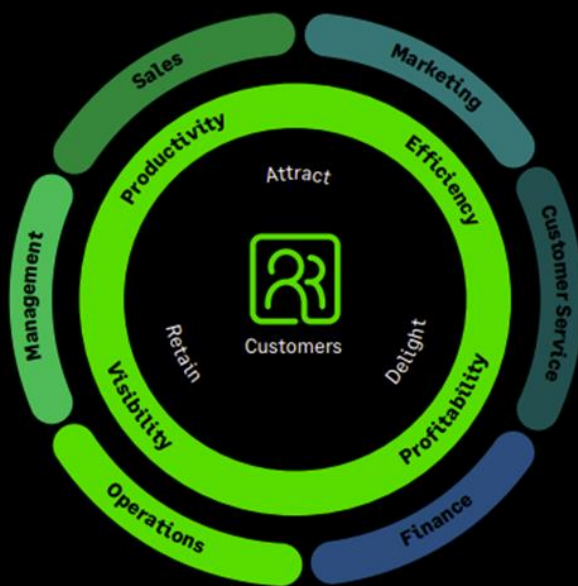 Sales
Marketing
Productivity
Efficiency
Attract
Management
Customer Service
Customers
Retain
Delight
Visibility
Profitability
Operations
Finance